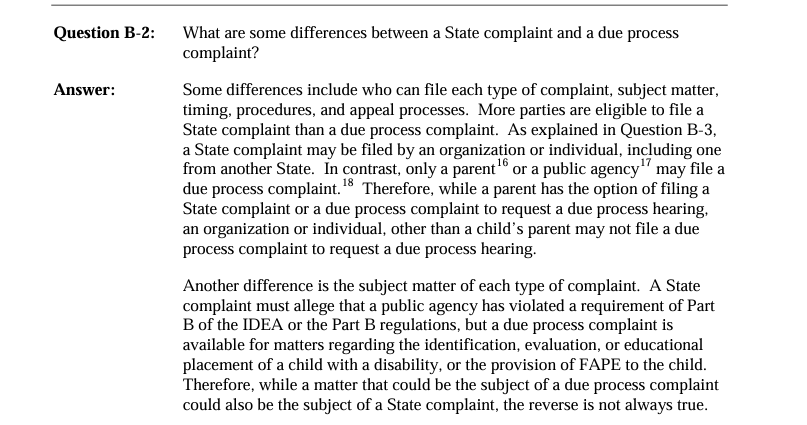 Question B-2: What are some differences between a State complaint and a due process
complaint?
Answer: Some differences include who can file each type of complaint, subject matter,
timing, procedures, and appeal processes.  More parties are eligible to file a
State complaint than a due process complaint.  As explained in Question B-3,
a State complaint may be filed by an organization or individual, including one
from another State.  In contrast, only a parent16 or a public agency17 may file a
due process complaint.18  Therefore, while a parent has the option of filing a
State complaint or a due process complaint to request a due process hearing,
an organization or individual, other than a child's parent may not file a due
process complaint to request a due process hearing.
Another difference is the subject matter of each type of complaint.  A State
complaint must allege that a public agency has violated a requirement of Part
B of the IDEA or the Part B regulations, but a due process complaint is
available for matters regarding the identification, evaluation, or educational
placement of a child with a disability, or the provision of FAPE to the child.
Therefore, while a matter that could be the subject of a due process complaint
could also be the subject of a State complaint, the reverse is not always true.